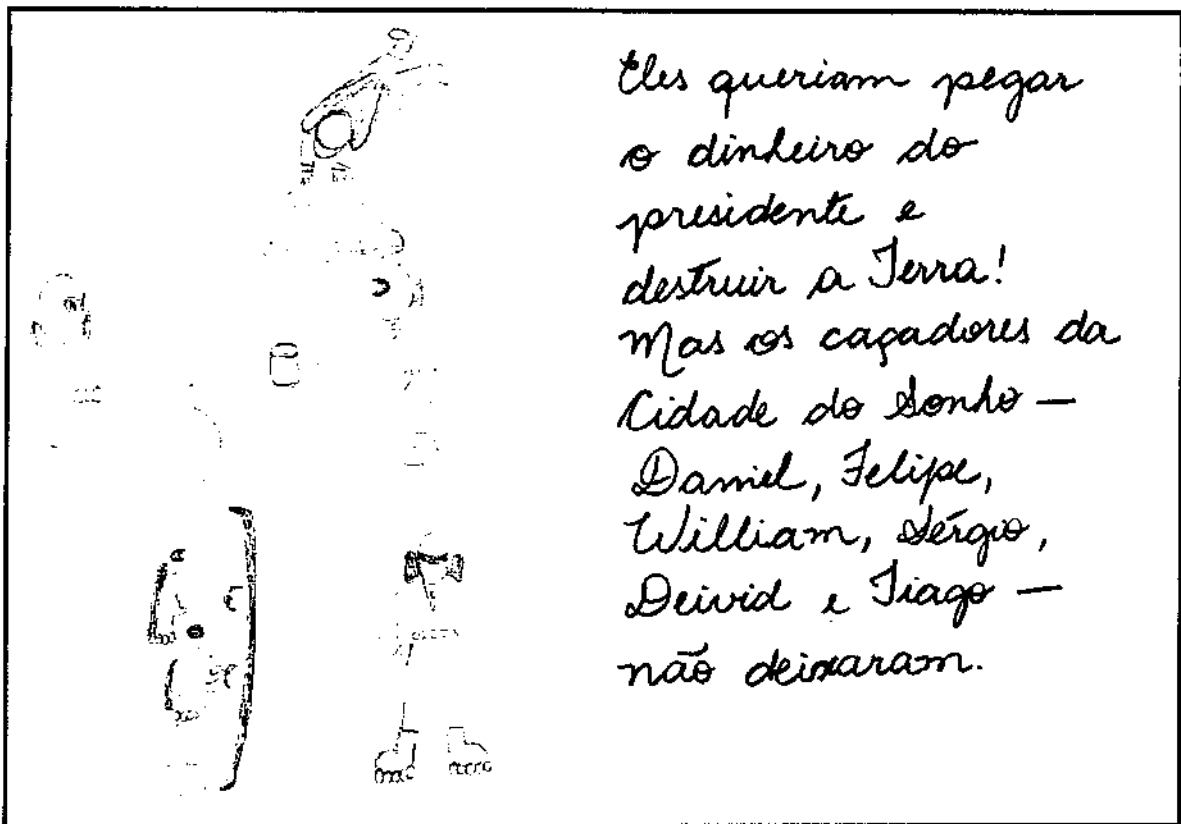 Eles queriam pegar
o dinheiro do
presidente e
destruir a Terra!
Mas os caçadores da
Cidade do Sonho —
Daniel, Felipe,
William, Sérgio,
Deivid e Tiago —
não deixaram.